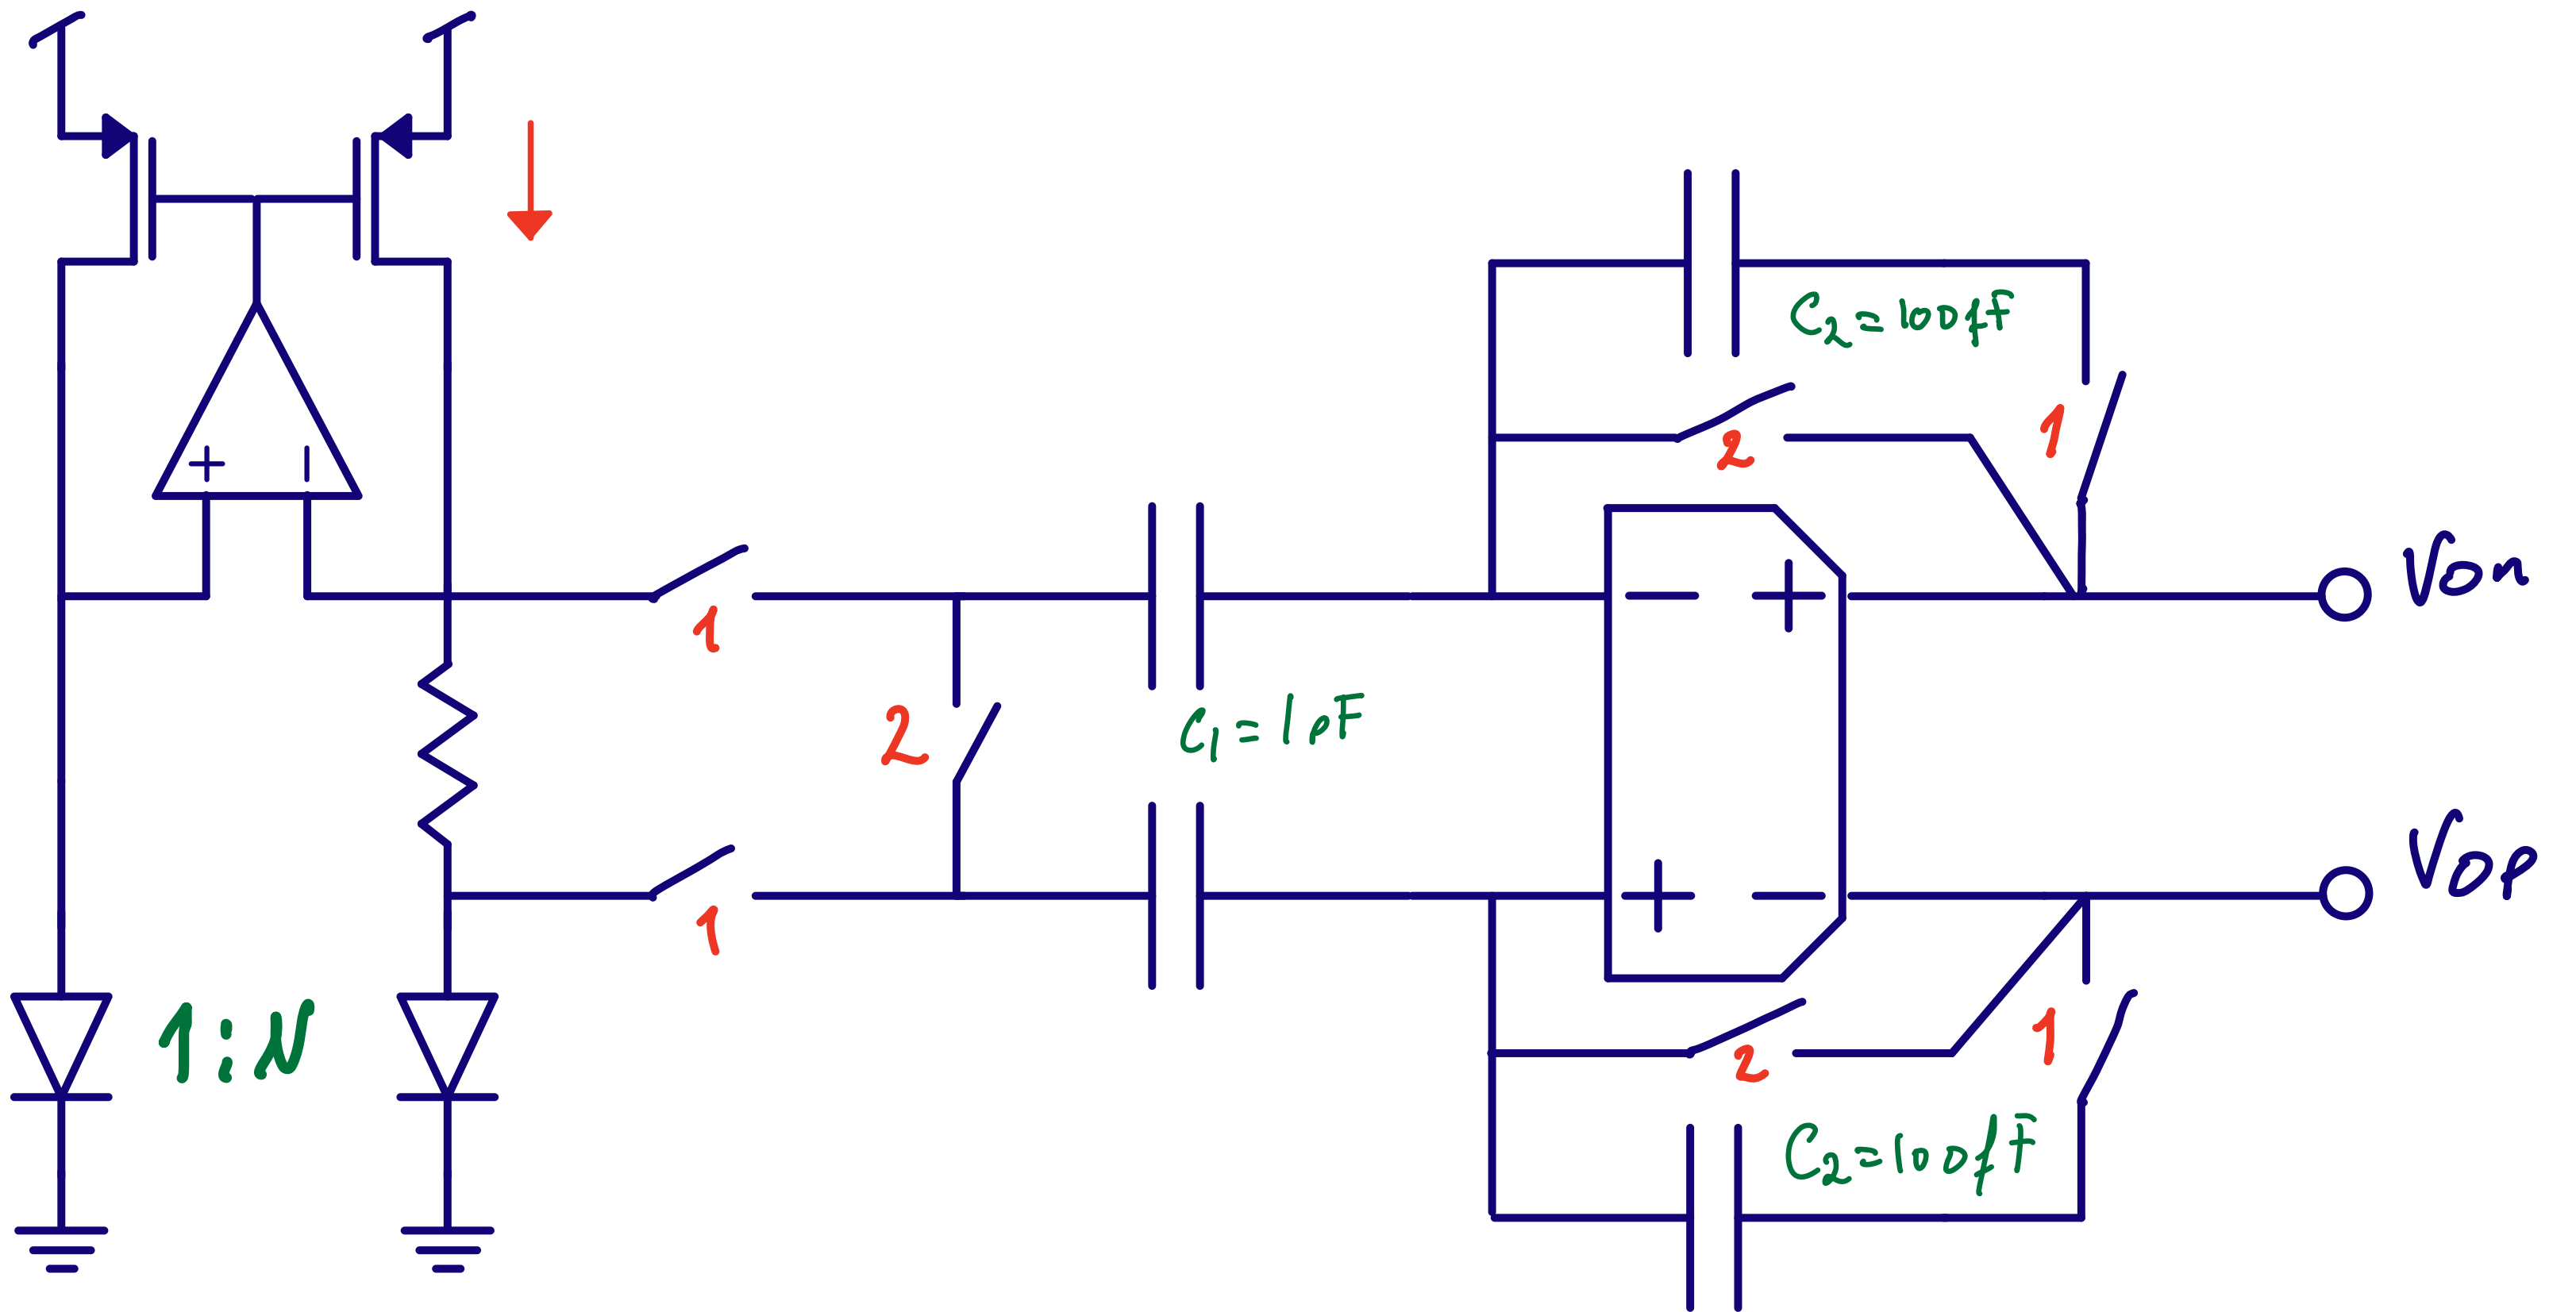 C2 = 100fF
2
1
+ -
- +
Von
1
2
C1 = 1pF
+ -
Vop
1
1 : N
2
1
C2 = 100fF